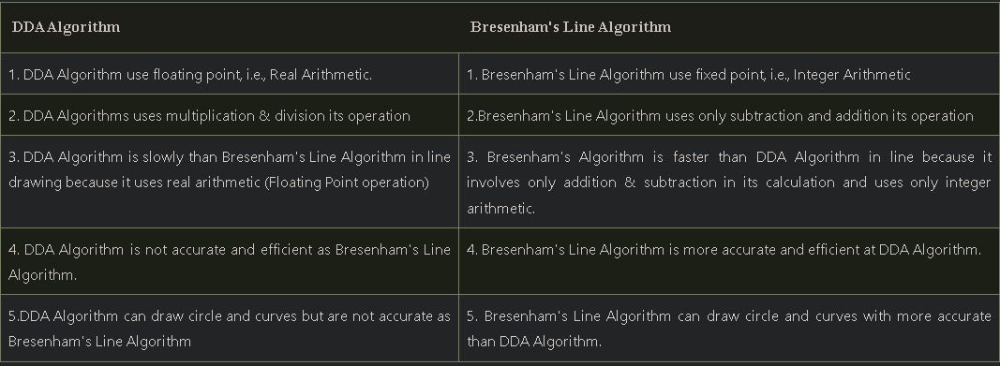 DDA Algorithm
Bresenham's Line Algorithm
1. DDA Algorithm use floating point, i.e., Real Arithmetic.
1. Bresenham's Line Algorithm use fixed point, i.e., Integer Arithmetic
2. DDA Algorithms uses multiplication & division its operation
2.Bresenham's Line Algorithm uses only subtraction and addition its operation
3. DDA Algorithm is slowly than Bresenham's Line Algorithm in line
drawing because it uses real arithmetic (Floating Point operation)
3. Bresenham's Algorithm is faster than DDA Algorithm in line because it
involves only addition & subtraction in its calculation and uses only integer
arithmetic.
4. DDA Algorithm is not accurate and efficient as Bresenham's Line
Algorithm.
4. Bresenham's Line Algorithm is more accurate and efficient at DDA Algorithm.
5.DDA Algorithm can draw circle and curves but are not accurate as
Bresenham's Line Algorithm
5. Bresenham's Line Algorithm can draw circle and curves with more accurate
than DDA Algorithm.